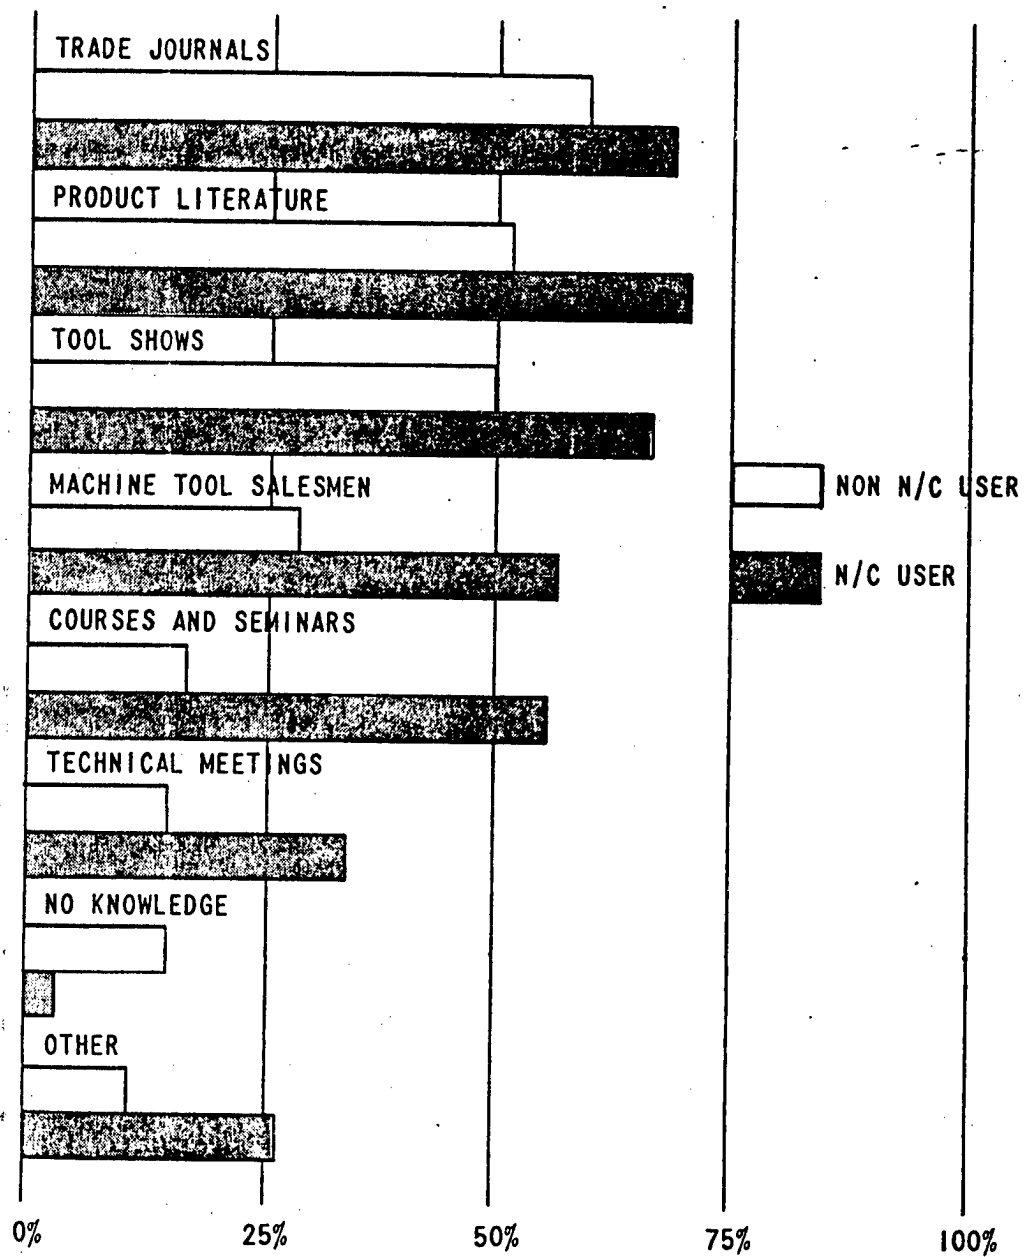 TRADE JOURNALS
PRODUCT LITERATURE
TOOL SHOWS
MACHINE TOOL SALESMEN
NON N/C USER
N/C USER
COURSES AND SEMINARS
TECHNICAL MEETINGS
NO KNOWLEDGE
OTHER
0% 25% 50% 75% 100%